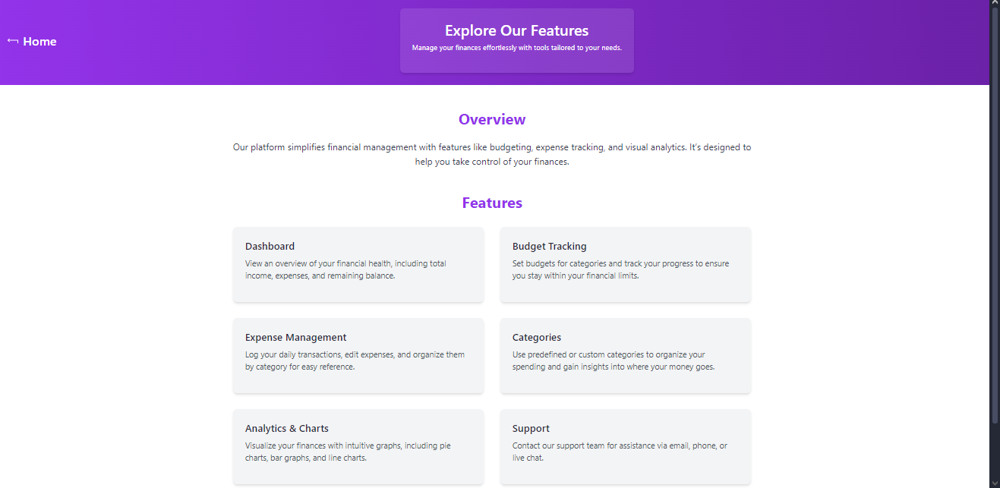 Home
Explore Our Features
Manage your finances effortlessly with tools tailored to your needs.
Overview
Our platform simplifies financial management with features like budgeting, expense tracking, and visual analytics. It's designed to
help you take control of your finances.
Features
Dashboard
View an overview of your financial health, including total
income, expenses, and remaining balance.
Budget Tracking
Set budgets for categories and track your progress to ensure
you stay within your financial limits.
Expense Management
Log your daily transactions, edit expenses, and organize them
by category for easy reference.
Categories
Use predefined or custom categories to organize your
spending and gain insights into where your money goes.
Analytics & Charts
Visualize your finances with intuitive graphs, including pie
charts, bar graphs, and line charts.
Support
Contact our support team for assistance via email, phone, or
live chat.